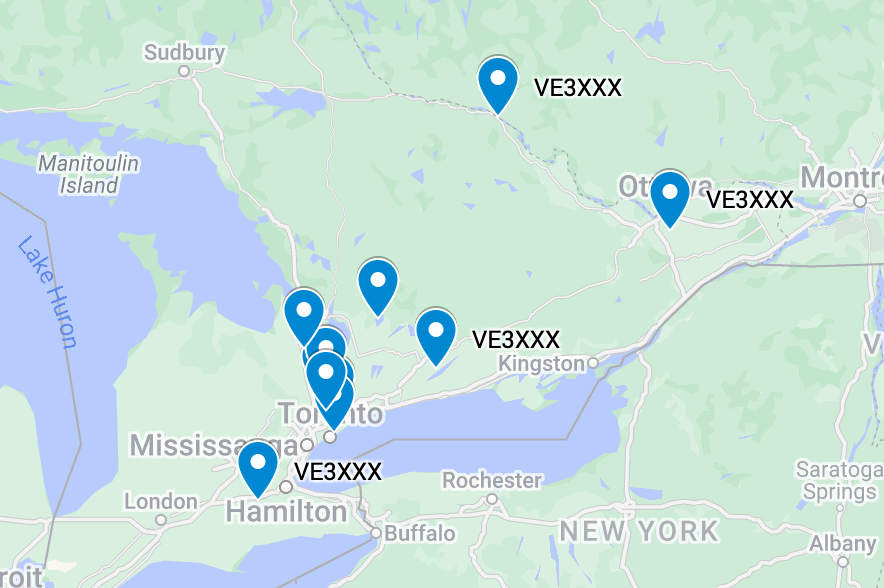 Sudbury
VE3XXX
Manitoulin
Island
Montre
VE3XXX
Lake Huron
VE3XXX
Kingston
Toronto
Mississauga
VE3XXX
Rochester
Saratoga
Springs
London
Hamilton
Buffalo
NEW YORK
Albany
roit
V